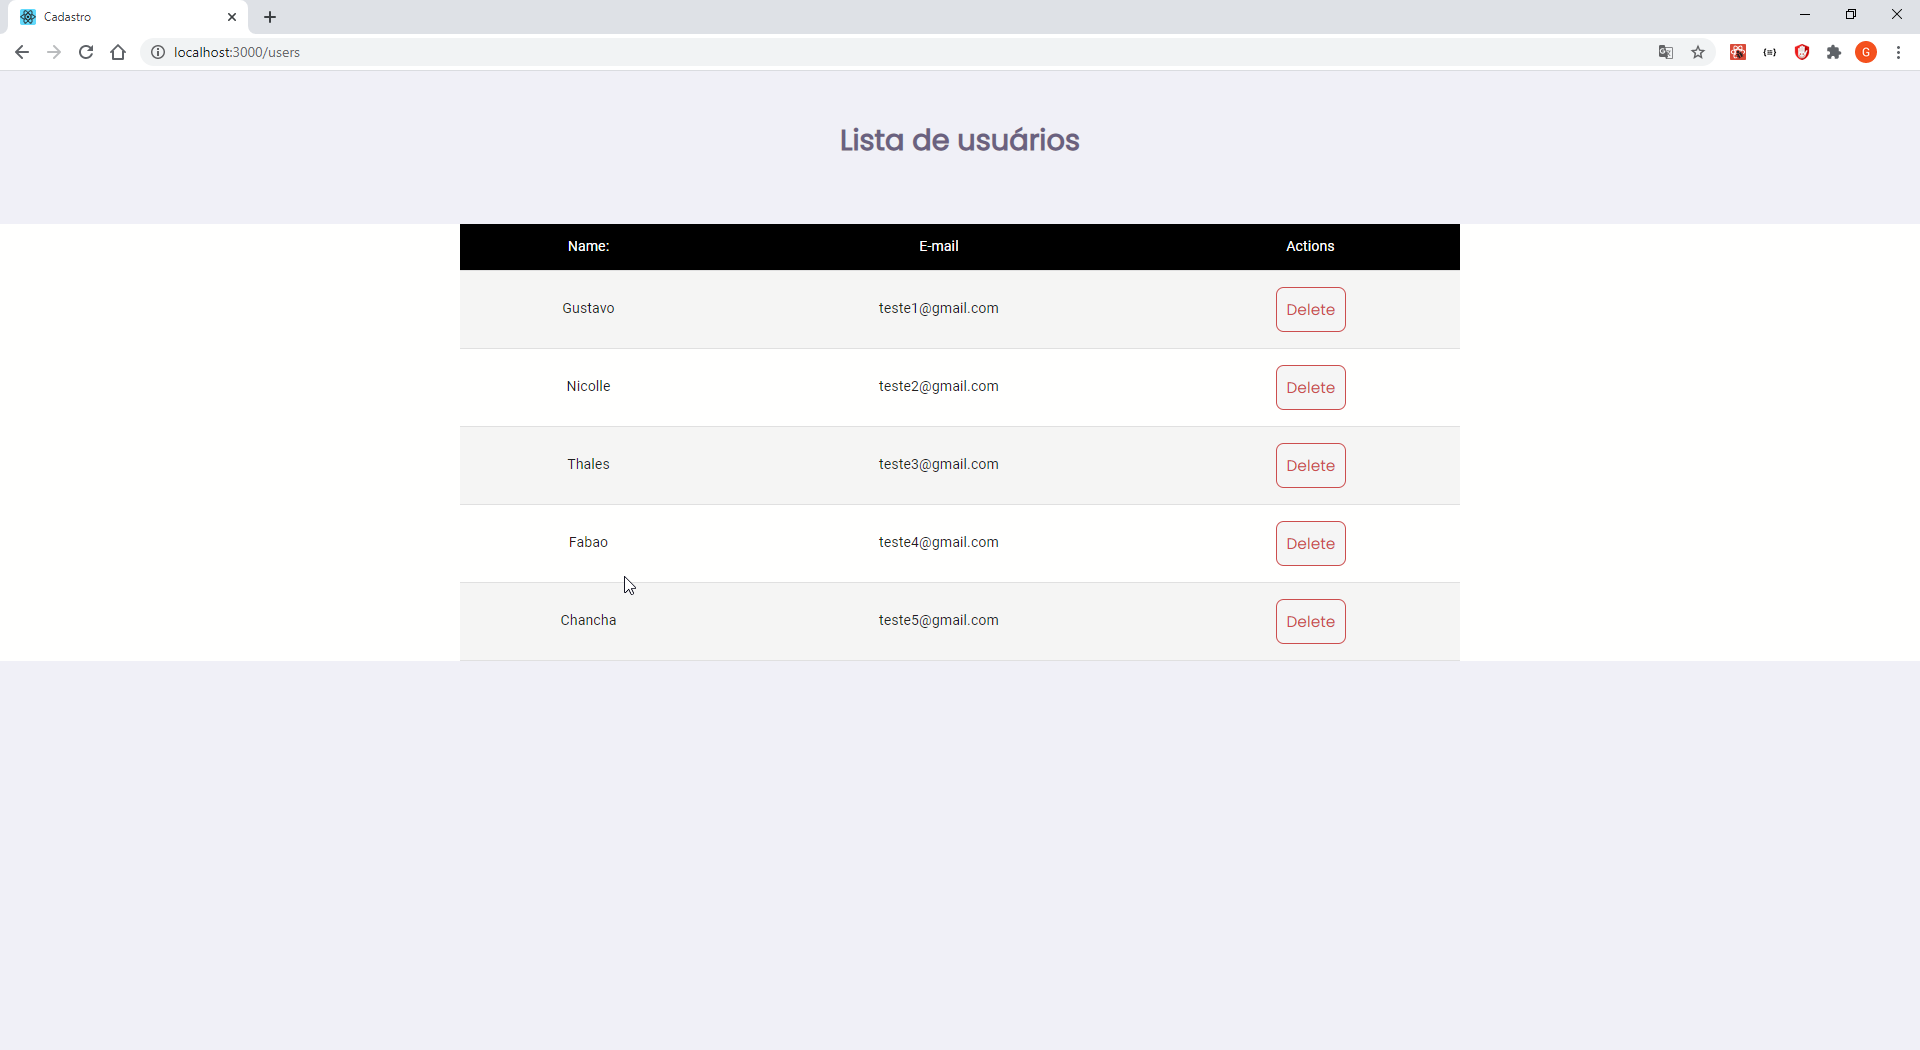 Cadastro
localhost:3000/users
G
Lista de usuários
Name: E-mail Actions
Gustavo teste1@gmail.com Delete
Nicolle teste2@gmail.com Delete
Thales teste3@gmail.com Delete
Fabao teste4@gmail.com Delete
Chancha teste5@gmail.com Delete